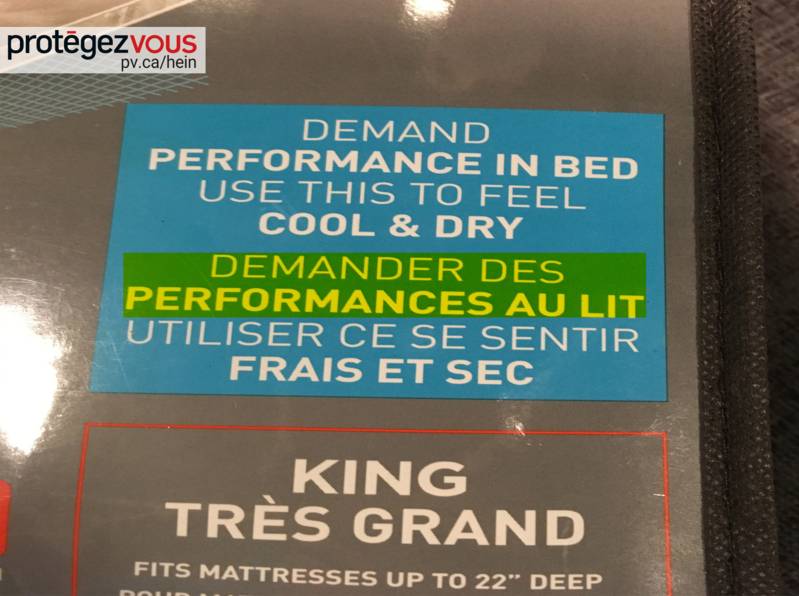 protégezvous
pv.ca/hein
DEMAND
PERFORMANCE IN BED
USE THIS TO FEEL
COOL & DRY
DEMANDER DES
PERFORMANCES AU LIT
UTILISER CE SE SENTIR
FRAIS ET SEC
KING
TRÈS GRAND
FITS MATTRESSES UP TO 22" DEEP